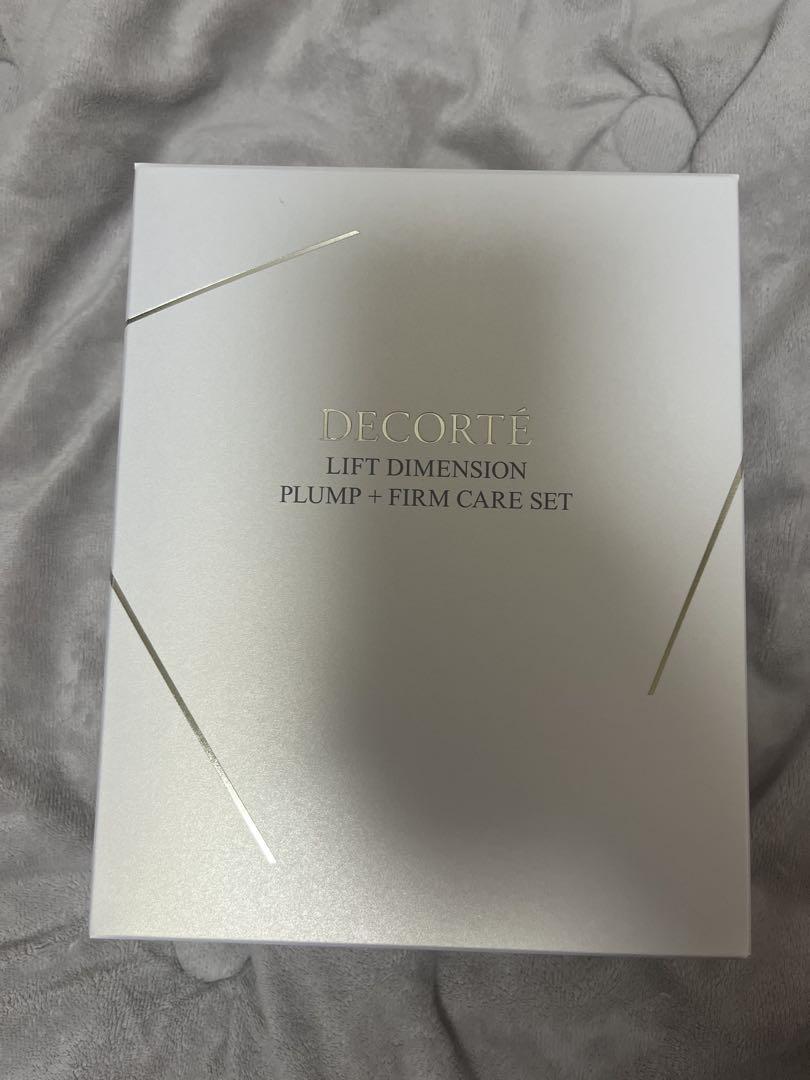 DECORTÉ
LIFT DIMENSION
PLUMP + FIRM CARE SET